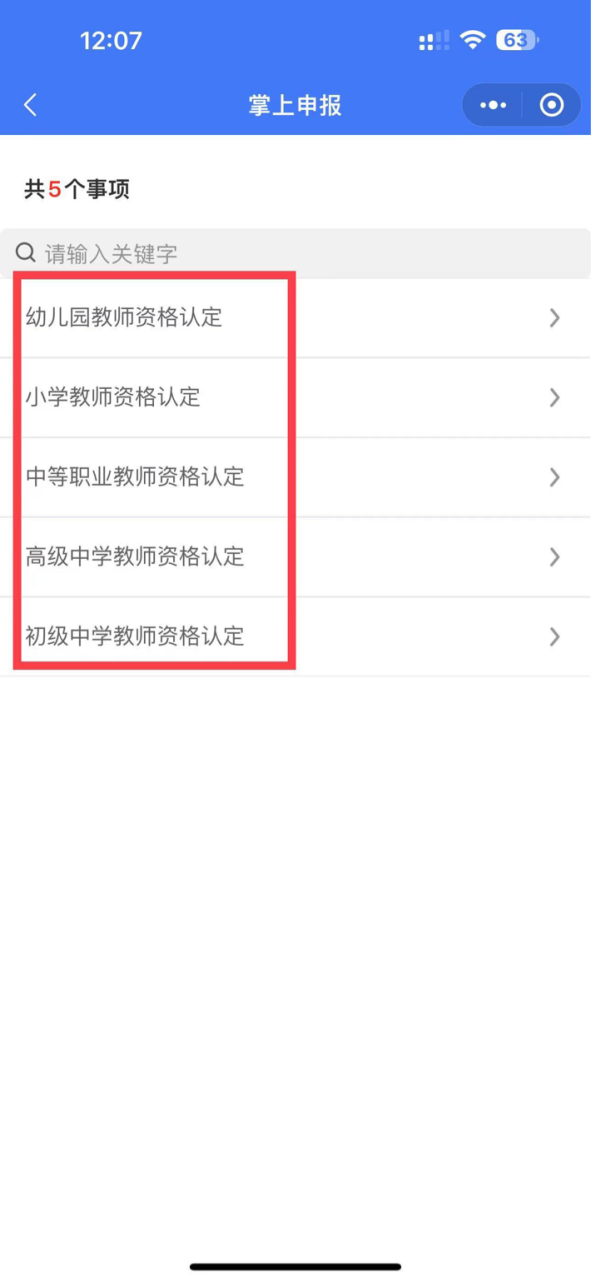 12:07
63
掌上申报
共5个事项
请输入关键字
幼儿园教师资格认定
小学教师资格认定
中等职业教师资格认定
高级中学教师资格认定
初级中学教师资格认定